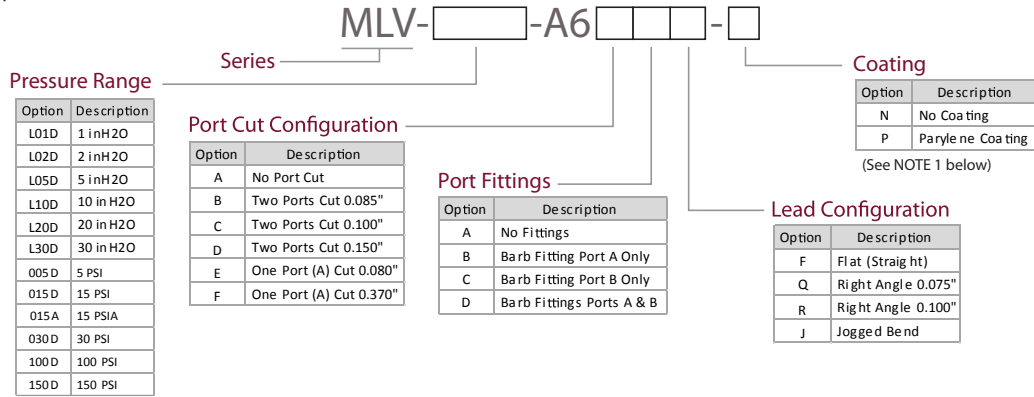 MLV-□-A6□□□-□
Series
Pressure Range
Option Description
L01D 1 inH2O
L02D 2 inH2O
L05D 5 inH2O
L10D 10 inH2O
L20D 20 inH2O
L30D 30 inH2O
005D 5 PSI
015D 15 PSI
015A 15 PSIA
030D 30 PSI
100D 100 PSI
150D 150 PSI
Port Cut Configuration
Option Description
A No Port Cut
B Two Ports Cut 0.085"
C Two Ports Cut 0.100"
D Two Ports Cut 0.150"
E One Port (A) Cut 0.080"
F One Port (A) Cut 0.370"
Port Fittings
Option Description
A No Fittings
B Barb Fitting Port A Only
C Barb Fitting Port B Only
D Barb Fittings Ports A & B
Lead Configuration
Option Description
F Flat (Straight)
Q Right Angle 0.075"
R Right Angle 0.100"
J Jogged Bend
Coating
Option Description
N No Coating
P Parylene Coating
(See NOTE 1 below)